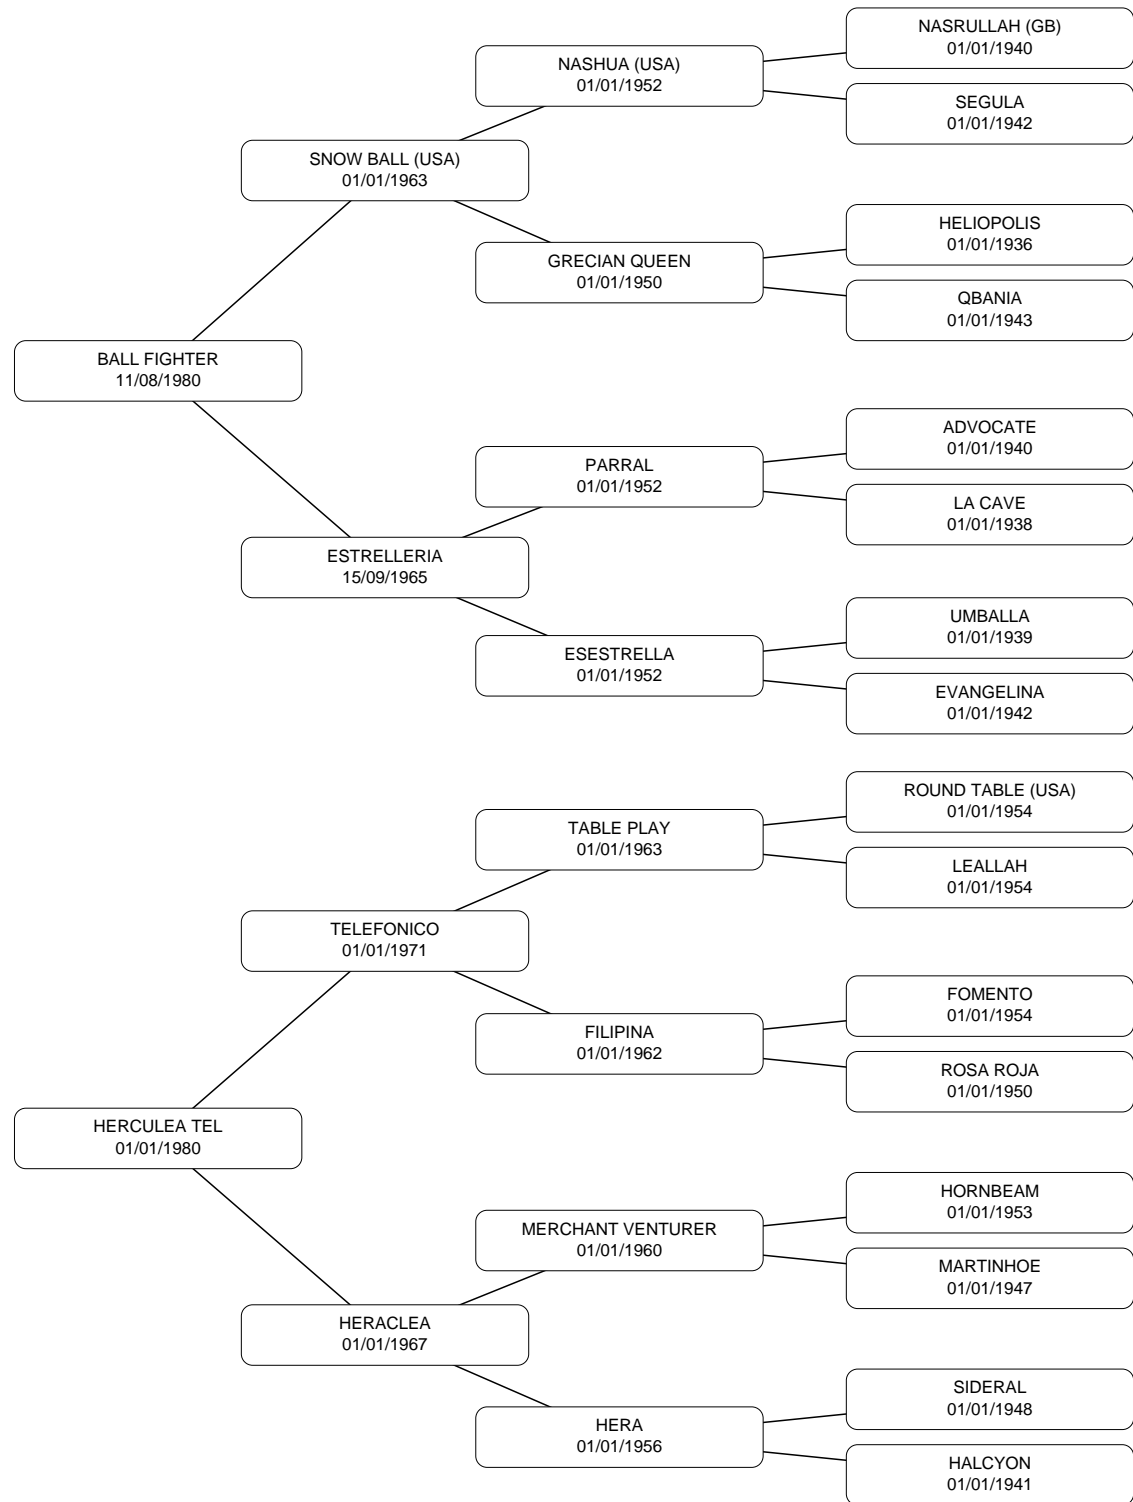 NASRULLAH (GB)
01/01/1940
NASHUA (USA)
01/01/1952
SEGULA
01/01/1942
SNOW BALL (USA)
01/01/1963
HELIOPOLIS
01/01/1936
GRECIAN QUEEN
01/01/1950
QBANIA
01/01/1943
BALL FIGHTER
11/08/1980
ADVOCATE
01/01/1940
PARRAL
01/01/1952
LA CAVE
01/01/1938
ESTRELLERIA
15/09/1965
UMBALLA
01/01/1939
ESESTRELLA
01/01/1952
EVANGELINA
01/01/1942
ROUND TABLE (USA)
01/01/1954
TABLE PLAY
01/01/1963
LEALLAH
01/01/1954
TELEFONICO
01/01/1971
FOMENTO
01/01/1954
FILIPINA
01/01/1962
ROSA ROJA
01/01/1950
HERCULEA TEL
01/01/1980
HORNBEAM
01/01/1953
MERCHANT VENTURER
01/01/1960
MARTINHOE
01/01/1947
HERACLEA
01/01/1967
SIDERAL
01/01/1948
HERA
01/01/1956
HALCYON
01/01/1941